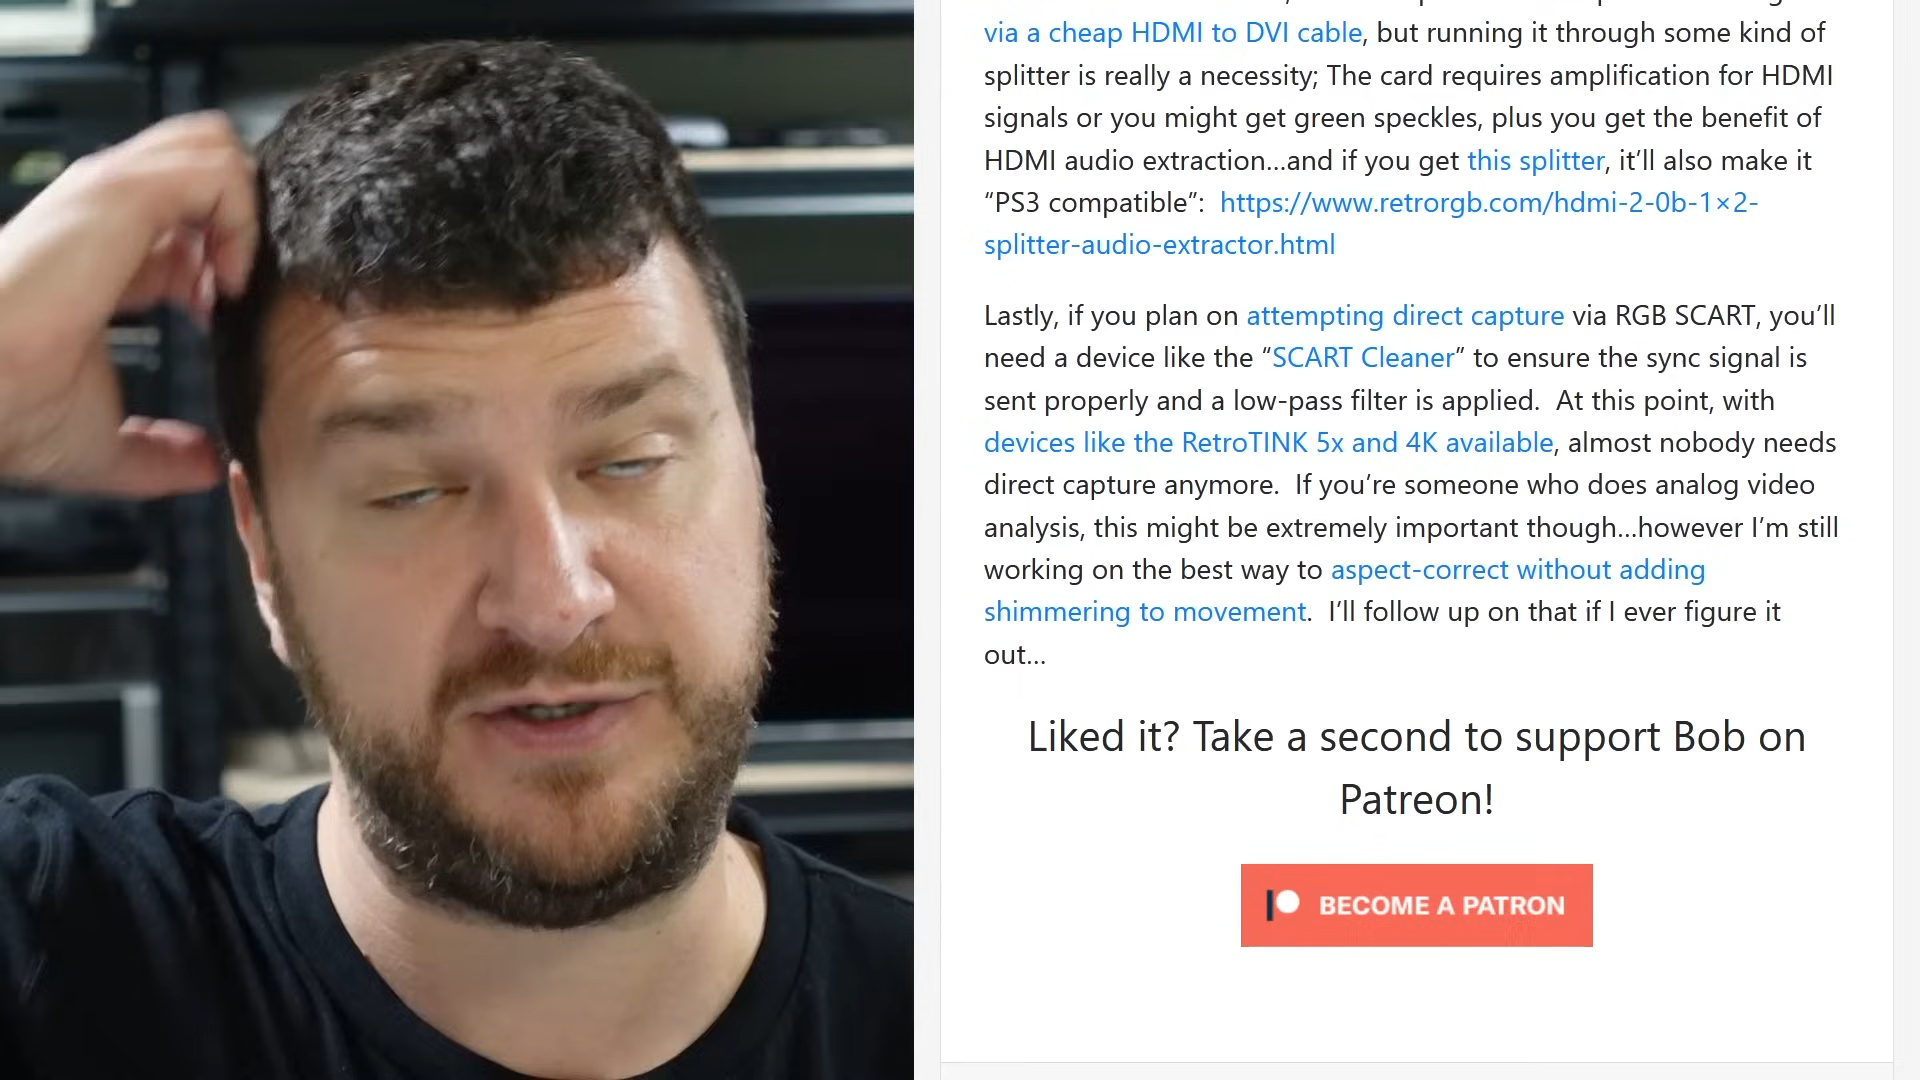 via a cheap HDMI to DVI cable, but running it through some kind of
splitter is really a necessity; The card requires amplification for HDMI
signals or you might get green speckles, plus you get the benefit of
HDMI audio extraction…and if you get this splitter, it’ll also make it
“PS3 compatible”:  https://www.retrorgb.com/hdmi-2-0b-1×2-
splitter-audio-extractor.html
Lastly, if you plan on attempting direct capture via RGB SCART, you’ll
need a device like the “SCART Cleaner” to ensure the sync signal is
sent properly and a low-pass filter is applied.  At this point, with
devices like the RetroTINK 5x and 4K available, almost nobody needs
direct capture anymore.  If you’re someone who does analog video
analysis, this might be extremely important though…however I’m still
working on the best way to aspect-correct without adding
shimmering to movement.  I’ll follow up on that if I ever figure it
out…
Liked it? Take a second to support Bob on
Patreon!
BECOME A PATRON